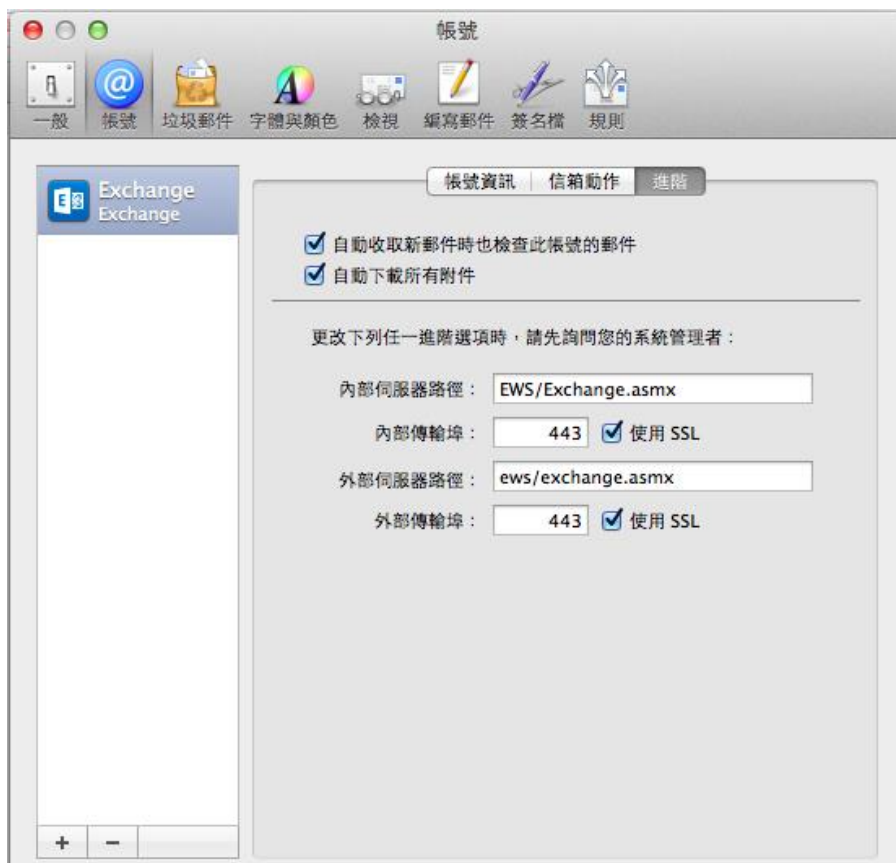 帳號
一般 帳號 垃圾郵件 字體與顏色 檢視 編寫郵件 簽名檔 規則
Exchange
Exchange
帳號資訊 信箱動作 進階
自動收取新郵件時也檢查此帳號的郵件
自動下載所有附件
更改下列任一進階選項時，請先詢問您的系統管理者：
內部伺服器路徑： EWS/Exchange.asmx
內部傳輸埠： 443 使用 SSL
外部伺服器路徑： ews/exchange.asmx
外部傳輸埠： 443 使用 SSL